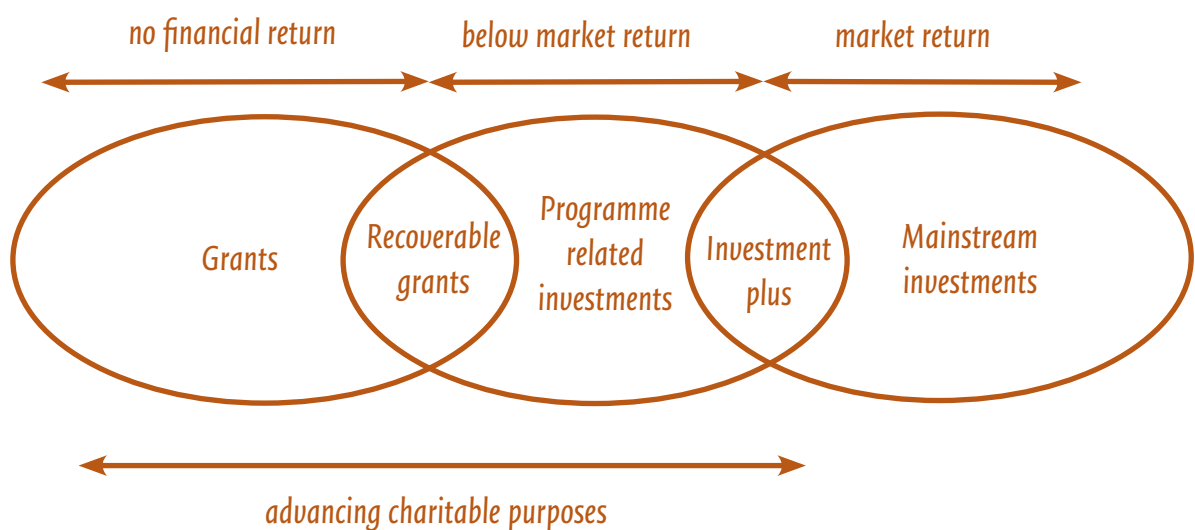 no financial return
below market return
market return
Grants
Recoverable
grants
Programme
related
investments
Investment
plus
Mainstream
investments
advancing charitable purposes